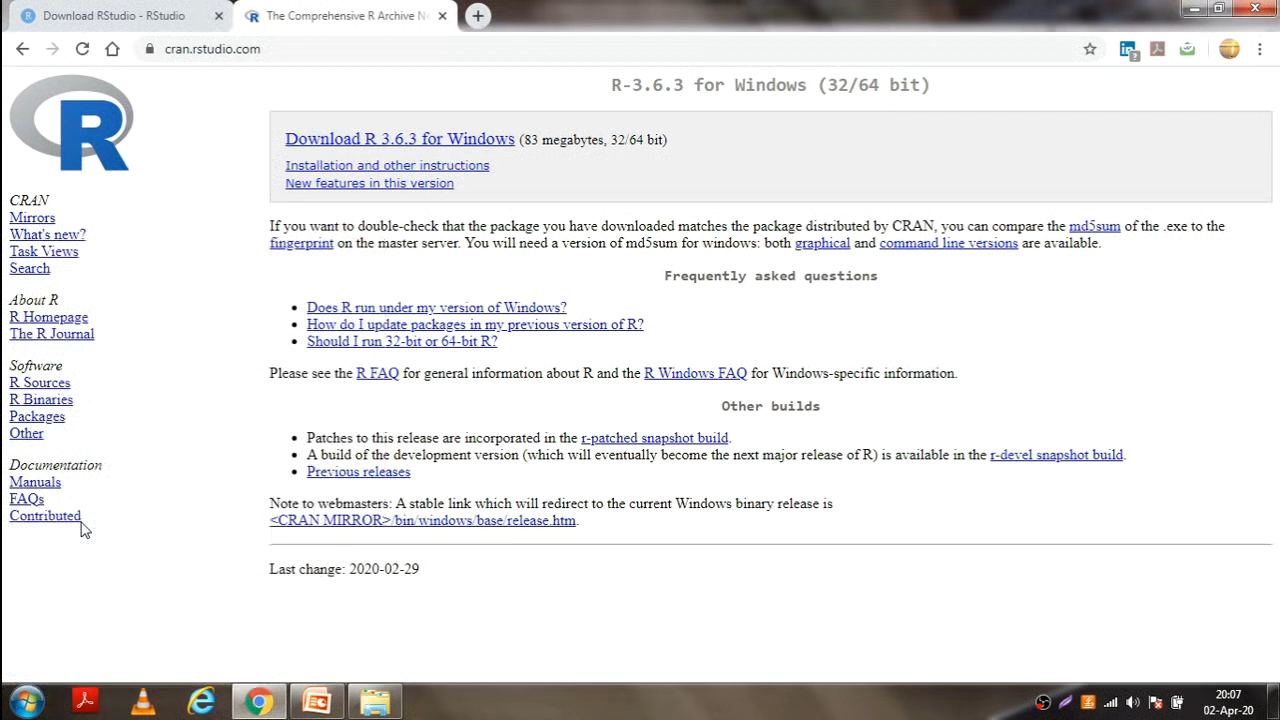 Download RStudio - RStudio
The Comprehensive R Archive Ne
cran.rstudio.com
R
CRAN
Mirrors
What's new?
Task Views
Search
About R
R Homepage
The R Journal
Software
R Sources
R Binaries
Packages
Other
Documentation
Manuals
FAQs
Contributed
R-3.6.3 for Windows (32/64 bit)
Download R 3.6.3 for Windows (83 megabytes, 32/64 bit)
Installation and other instructions
New features in this version
If you want to double-check that the package you have downloaded matches the package distributed by CRAN, you can compare the md5sum of the .exe to the
fingerprint on the master server. You will need a version of md5sum for windows: both graphical and command line versions are available.
Frequently asked questions
• Does R run under my version of Windows?
• How do I update packages in my previous version of R?
• Should I run 32-bit or 64-bit R?
Please see the R FAQ for general information about R and the R Windows FAQ for Windows-specific information.
Other builds
• Patches to this release are incorporated in the r-patched snapshot build.
• A build of the development version (which will eventually become the next major release of R) is available in the r-devel snapshot build.
• Previous releases
Note to webmasters: A stable link which will redirect to the current Windows binary release is
<CRAN MIRROR>/bin/windows/base/release.htm.
Last change: 2020-02-29
20:07
02-Apr-20